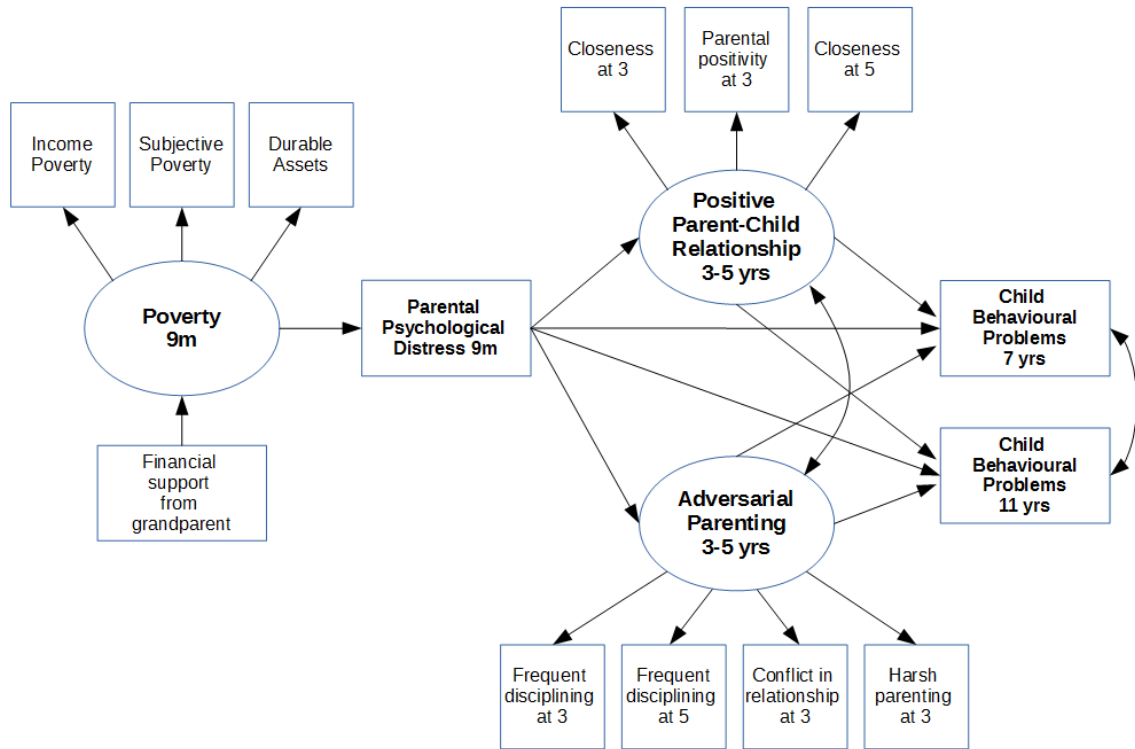 Closeness
at 3
Parental
positivity
at 3
Closeness
at 5
Income
Poverty
Subjective
Poverty
Durable
Assets
Positive
Parent-Child
Relationship
3-5 yrs
Poverty
9m
Parental
Psychological
Distress 9m
Child
Behavioural
Problems
7 yrs
Financial
support
from
grandparent
Adversarial
Parenting
3-5 yrs
Child
Behavioural
Problems
11 yrs
Frequent
disciplining
at 3
Frequent
disciplining
at 5
Conflict in
relationship
at 3
Harsh
parenting
at 3